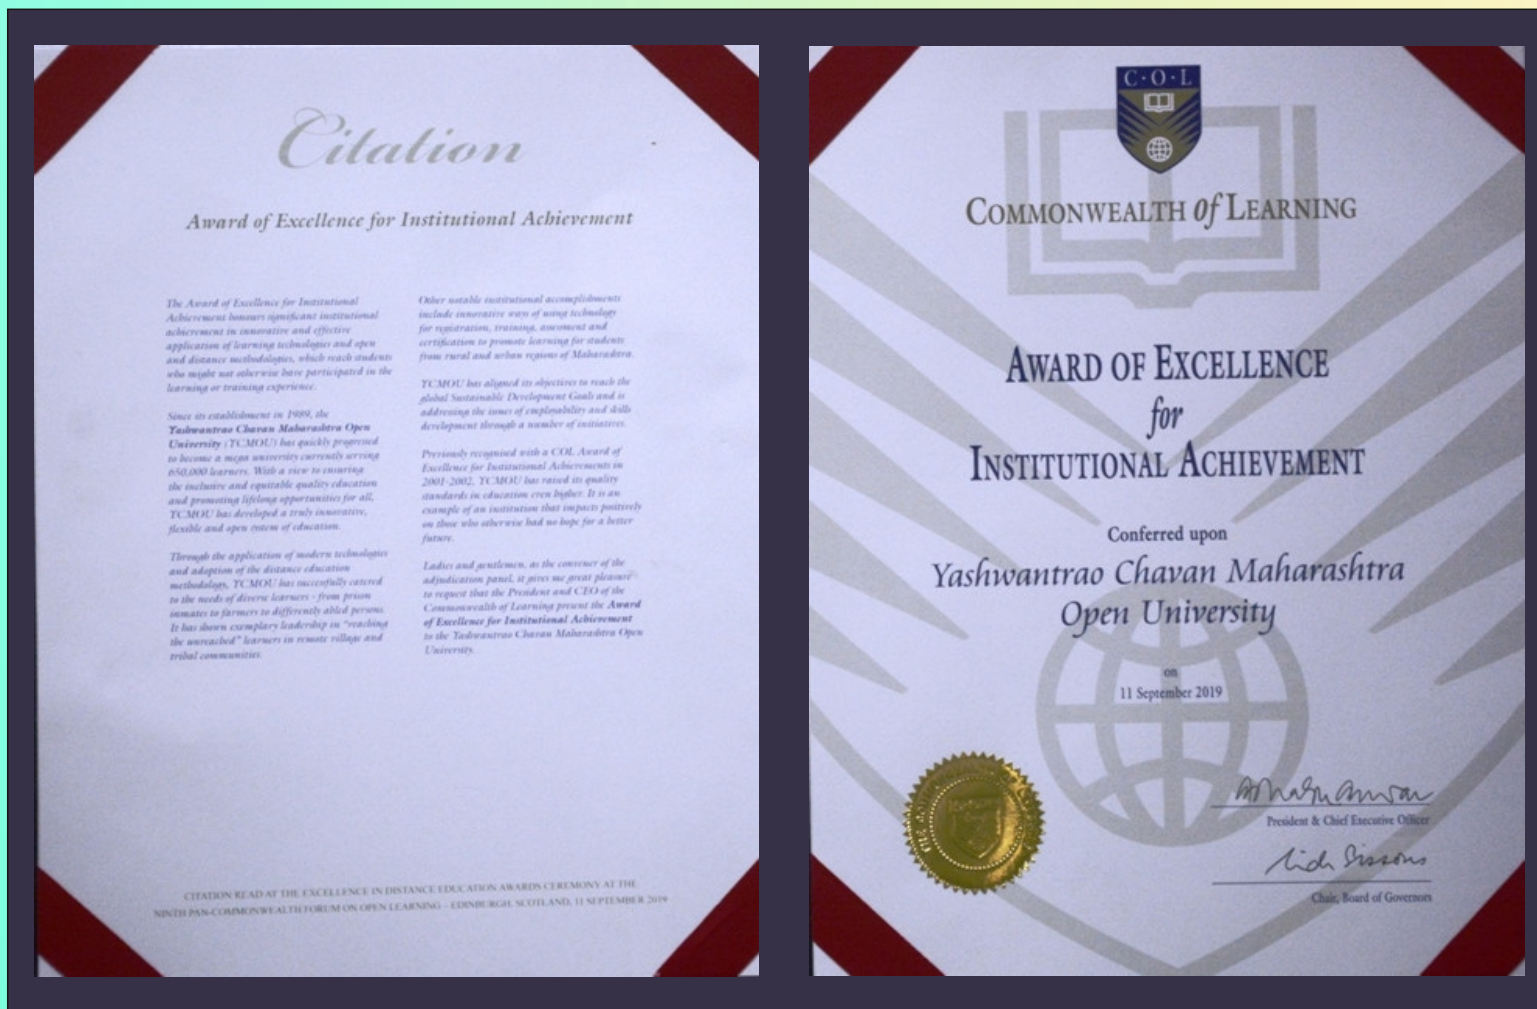 Citation
Award of Excellence for Institutional Achievement
The Award of Excellence for Institutional
Achievement honours significant institutional
achievement in innovative and effective
application of learning technologies and open
and distance methodologies, which reach students
who might not otherwise have participated in the
learning or training experience.
Since its establishment in 1989, the
Yashwantrao Chavan Maharashtra Open
University (YCMOU) has quickly progressed
to become a mega university currently serving
650,000 learners. With a view to ensuring
the inclusive and equitable quality education
and promoting lifelong opportunities for all,
YCMOU has developed a truly innovative,
flexible and open system of education.
Through the application of modern technologies
and adoption of the distance education
methodology, YCMOU has successfully catered
to the needs of diverse learners - from prison
inmates to farmers to differently abled persons.
It has shown exemplary leadership in "reaching
the unreached" learners in remote village and
tribal communities.
Other notable institutional accomplishments
include innovative ways of using technology
for registration, training, assessment and
certification to promote learning for students
from rural and urban regions of Maharashtra.
YCMOU has aligned its objectives to reach the
global Sustainable Development Goals and is
addressing the issues of employability and skills
development through a number of initiatives.
Previously recognised with a COL Award of
Excellence for Institutional Achievements in
2001-2002, YCMOU has raised its quality
standards in education even higher. It is an
example of an institution that impacts positively
on those who otherwise had no hope for a better
future.
Ladies and gentlemen, as the convener of the
adjudication panel, it gives me great pleasure
to request that the President and CEO of the
Commonwealth of Learning present the Award
of Excellence for Institutional Achievement
to the Yashwantrao Chavan Maharashtra Open
University.
CITATION READ AT THE EXCELLENCE IN DISTANCE EDUCATION AWARDS CEREMONY AT THE
NINTH PAN-COMMONWEALTH FORUM ON OPEN LEARNING – EDINBURGH, SCOTLAND, 11 SEPTEMBER 2019
C·O·L
COMMONWEALTH of LEARNING
AWARD OF EXCELLENCE
for
INSTITUTIONAL ACHIEVEMENT
Conferred upon
Yashwantrao Chavan Maharashtra
Open University
on
11 September 2019
President & Chief Executive Officer
Chair, Board of Governors